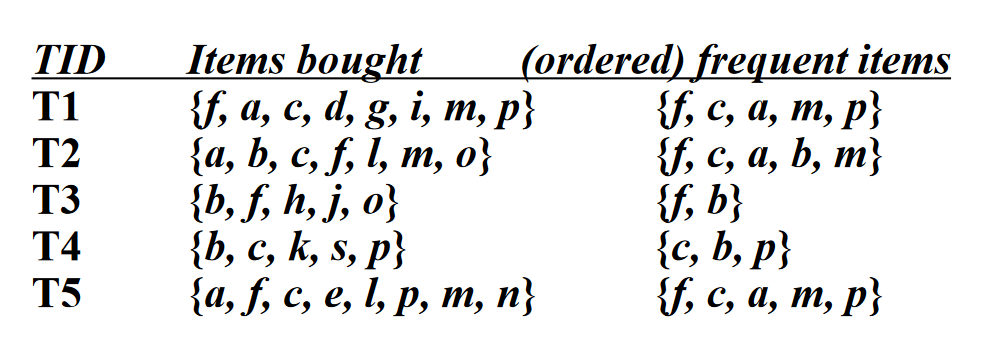 TID Items bought (ordered) frequent items
T1 {f, a, c, d, g, i, m, p} {f, c, a, m, p}
T2 {a, b, c, f, l, m, o} {f, c, a, b, m}
T3 {b, f, h, j, o} {f, b}
T4 {b, c, k, s, p} {c, b, p}
T5 {a, f, c, e, l, p, m, n} {f, c, a, m, p}